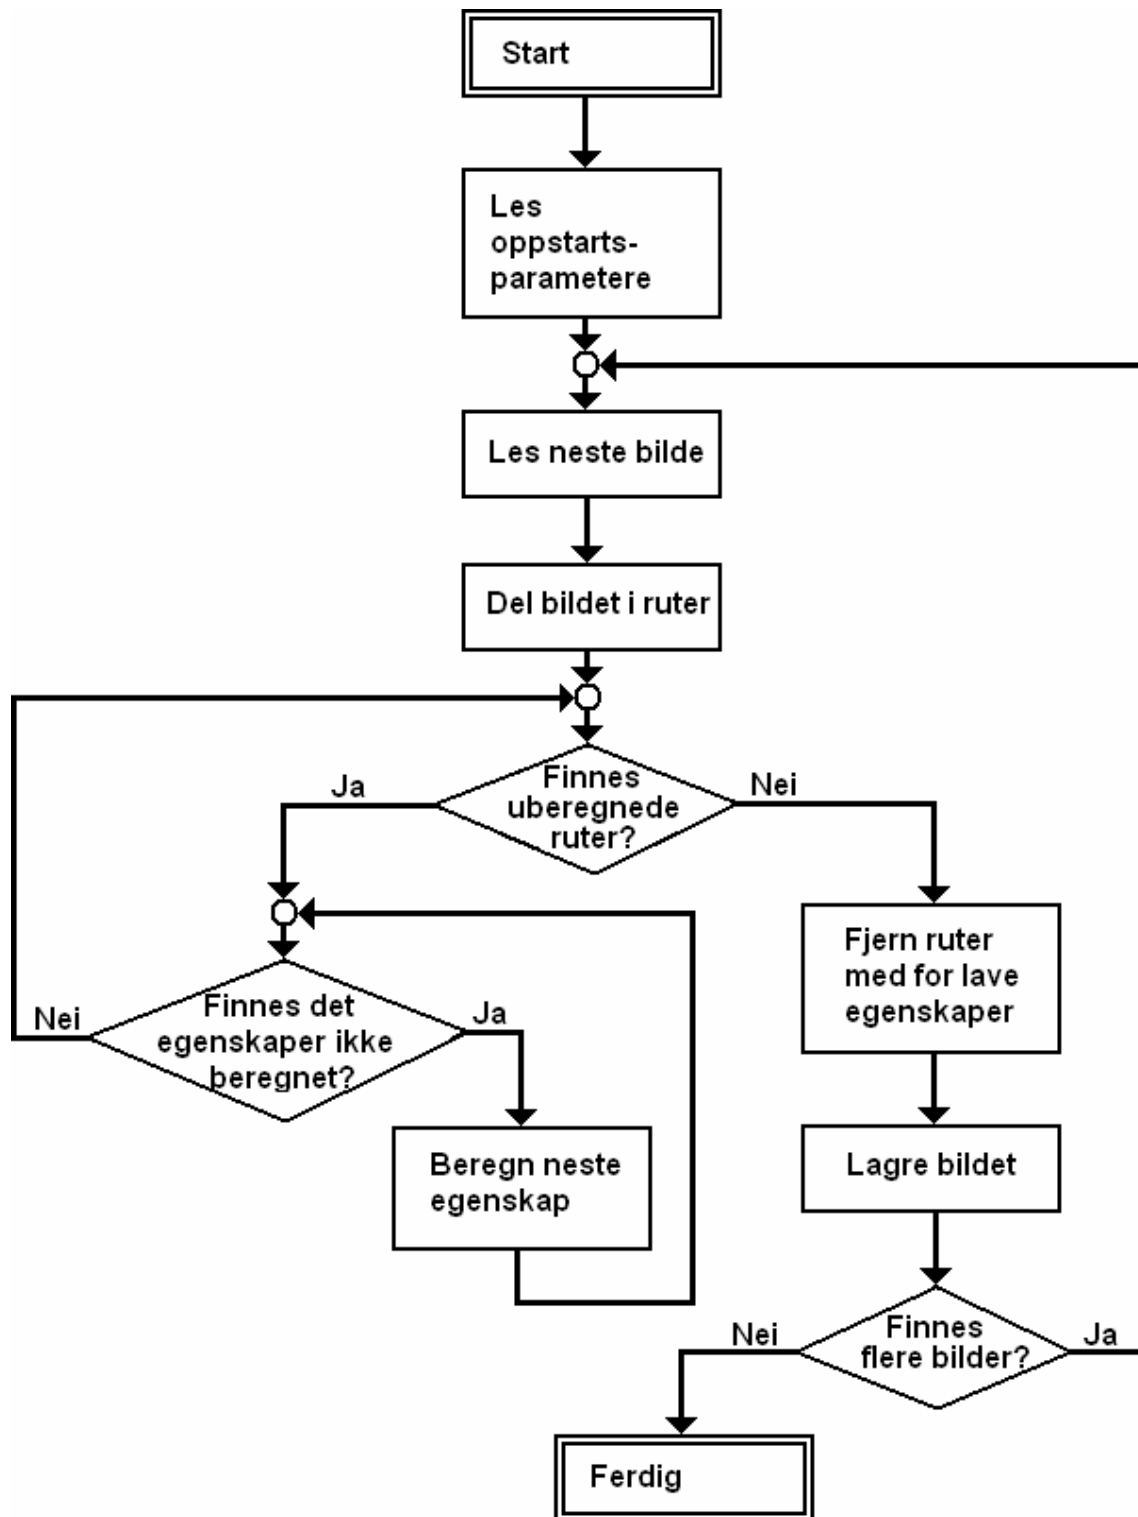 Start
Les
oppstarts-
parametere
Les neste bilde
Del bildet i ruter
Finnes
uberegnede
ruter?
Ja
Nei
Finnes det
egenskaper ikke
beregnet?
Nei
Ja
Beregn neste
egenskap
Fjern ruter
med for lave
egenskaper
Lagre bildet
Finnes
flere bilder?
Nei
Ja
Ferdig